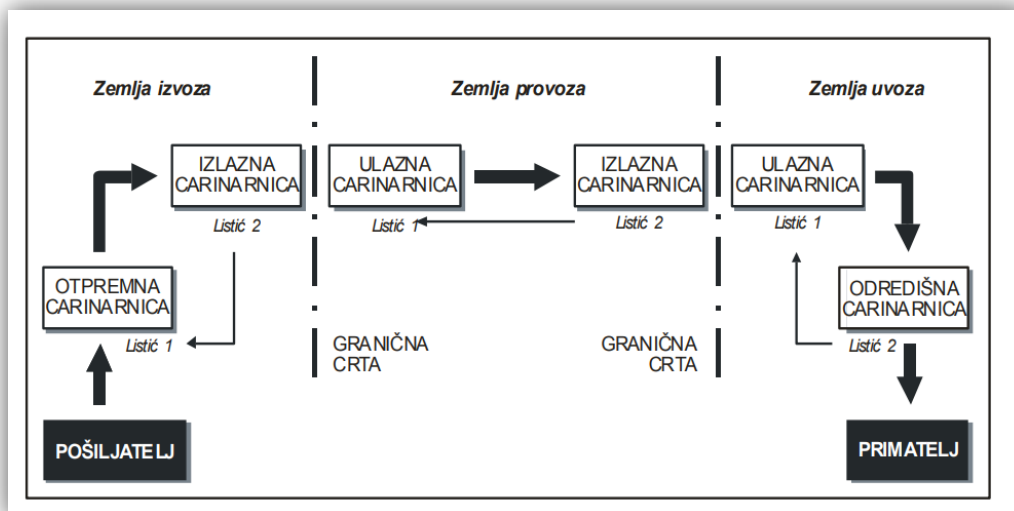 Zemlja izvoza
Zemlja provoza
Zemlja uvoza
IZLAZNA
CARINARNICA
Listić 2
ULAZNA
CARINARNICA
Listić 1
IZLAZNA
CARINARNICA
Listić 2
ULAZNA
CARINARNICA
Listić 1
OTPREMNA
CARINARNICA
Listić 1
ODREDIŠNA
CARINARNICA
Listić 2
GRANIČNA
CRTA
GRANIČNA
CRTA
POŠILJATELJ
PRIMATELJ